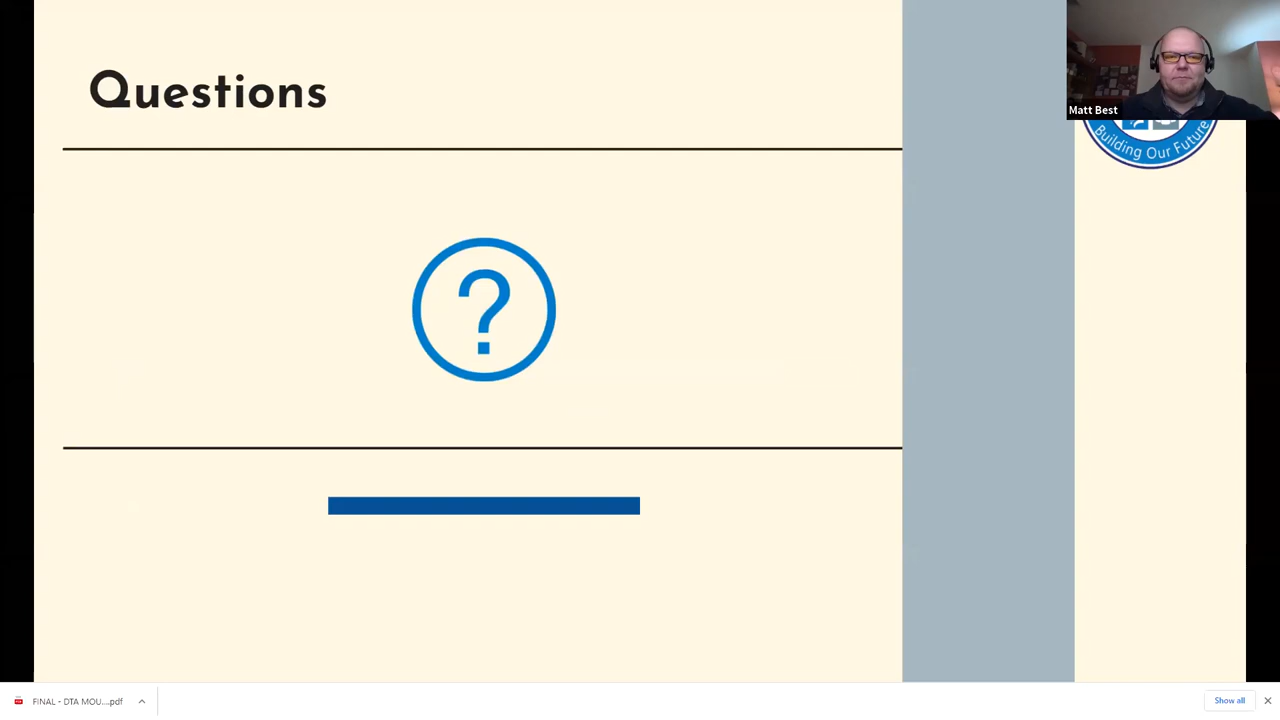 Questions
Matt Best
Building Our Future
?
FINAL - DTA MOU....pdf
Show all